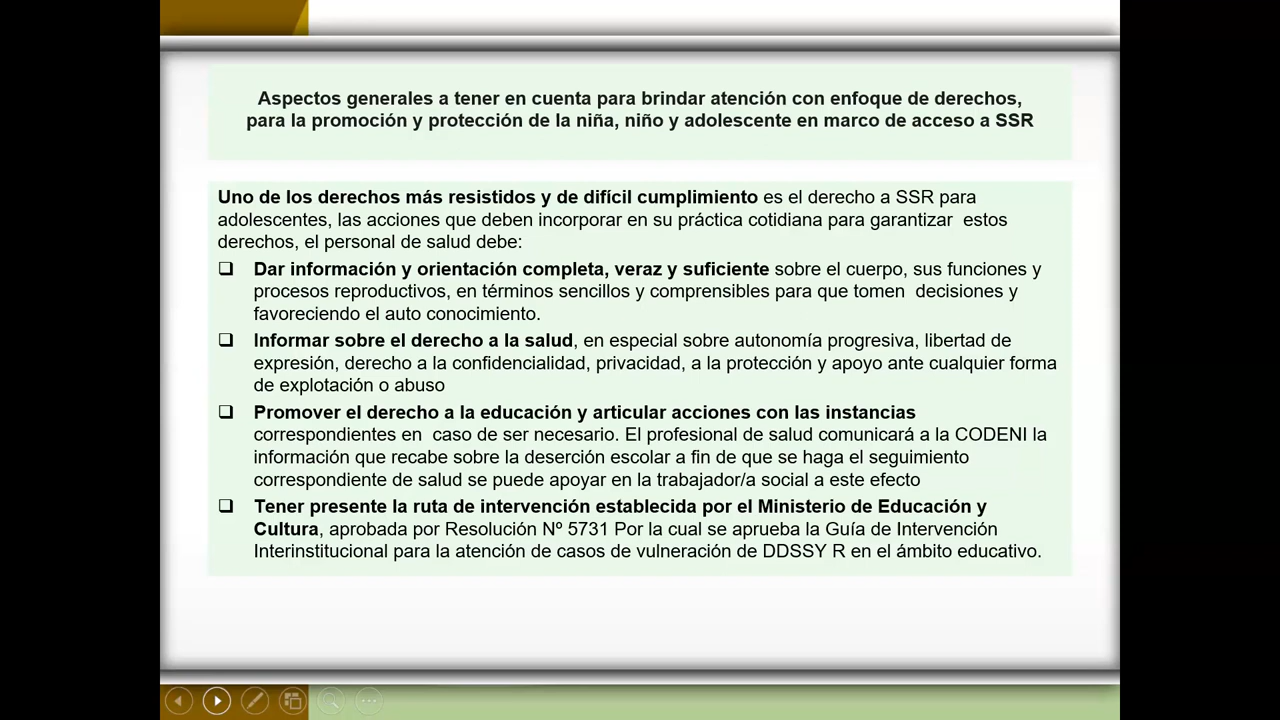 Aspectos generales a tener en cuenta para brindar atención con enfoque de derechos,
para la promoción y protección de la niña, niño y adolescente en marco de acceso a SSR
Uno de los derechos más resistidos y de difícil cumplimiento es el derecho a SSR para
adolescentes, las acciones que deben incorporar en su práctica cotidiana para garantizar estos
derechos, el personal de salud debe:
Dar información y orientación completa, veraz y suficiente sobre el cuerpo, sus funciones y
procesos reproductivos, en términos sencillos y comprensibles para que tomen decisiones y
favoreciendo el auto conocimiento.
Informar sobre el derecho a la salud, en especial sobre autonomía progresiva, libertad de
expresión, derecho a la confidencialidad, privacidad, a la protección y apoyo ante cualquier forma
de explotación o abuso
Promover el derecho a la educación y articular acciones con las instancias
correspondientes en caso de ser necesario. El profesional de salud comunicará a la CODENI la
información que recabe sobre la deserción escolar a fin de que se haga el seguimiento
correspondiente de salud se puede apoyar en la trabajador/a social a este efecto
Tener presente la ruta de intervención establecida por el Ministerio de Educación y
Cultura, aprobada por Resolución Nº 5731 Por la cual se aprueba la Guía de Intervención
Interinstitucional para la atención de casos de vulneración de DDSSY R en el ámbito educativo.